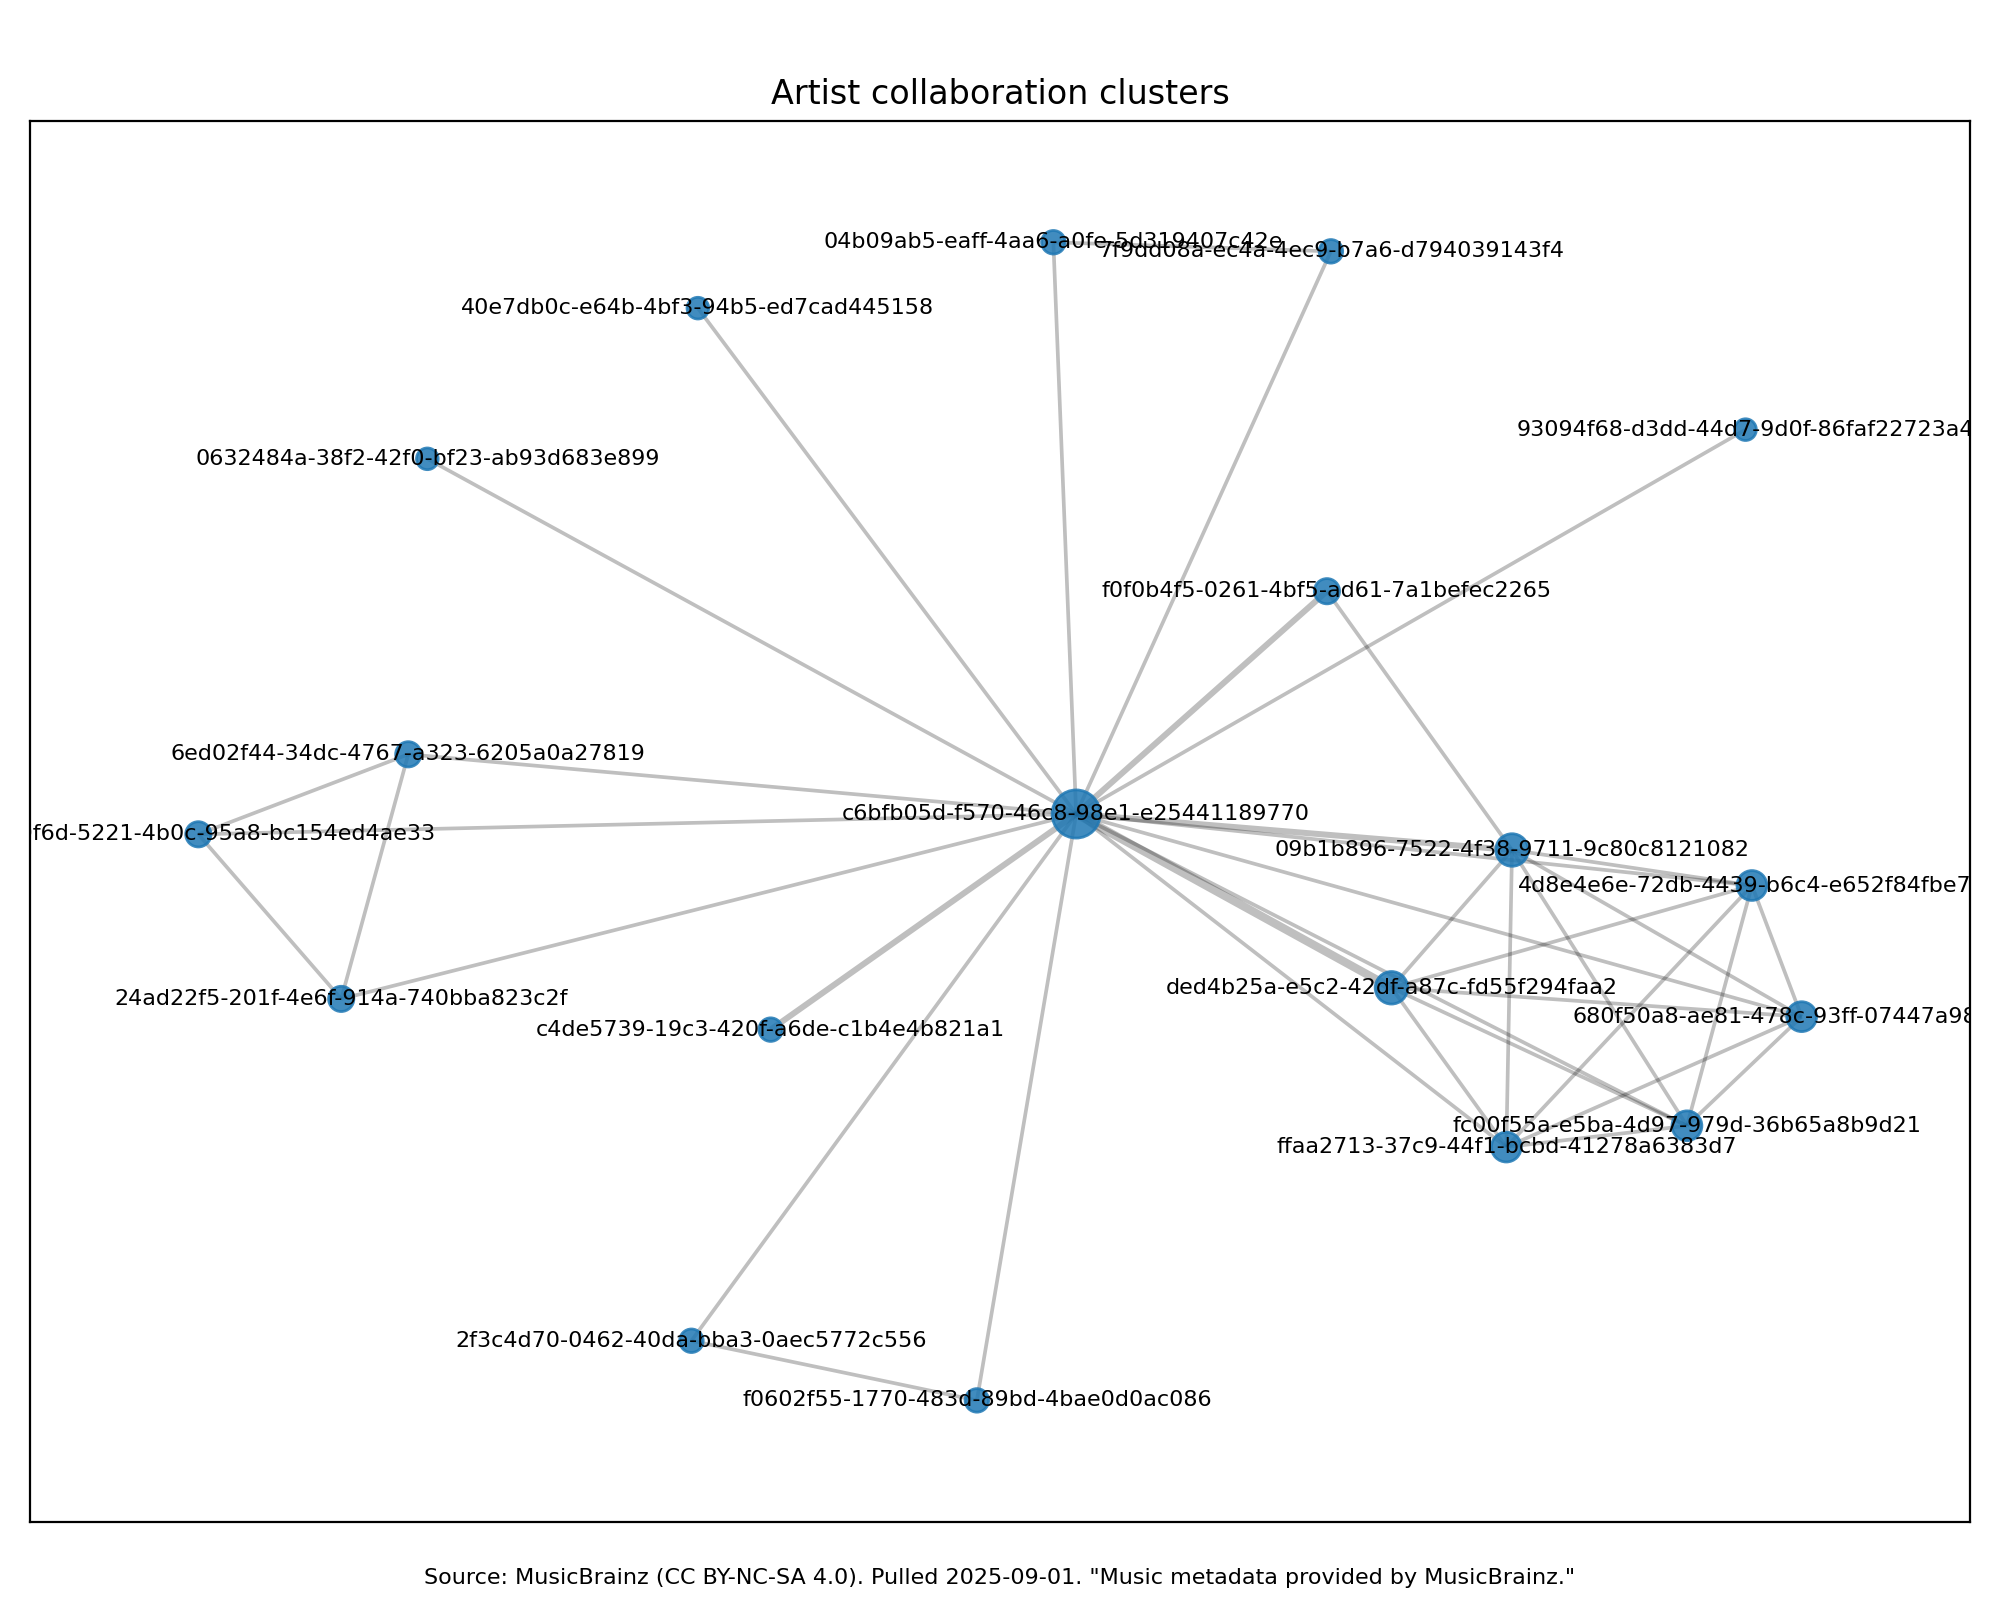 Artist collaboration clusters
04b09ab5-eaff-4aa6-a0fe-5d319407c42e
7f9dd08a-ec4a-4ec9-b7a6-d794039143f4
40e7db0c-e64b-4bf3-94b5-ed7cad445158
93094f68-d3dd-44d7-9d0f-86faf22723a4
0632484a-38f2-42f0-bf23-ab93d683e899
f0f0b4f5-0261-4bf5-ad61-7a1befec2265
6ed02f44-34dc-4767-a323-6205a0a27819
c6bfb05d-f570-46c8-98e1-e25441189770
f6d-5221-4b0c-95a8-bc154ed4ae33
09b1b896-7522-4f38-9711-9c80c8121082
4d8e4e6e-72db-4439-b6c4-e652f84fbe7
ded4b25a-e5c2-42df-a87c-fd55f294faa2
24ad22f5-201f-4e6f-914a-740bba823c2f
680f50a8-ae81-478c-93ff-07447a98
c4de5739-19c3-420f-a6de-c1b4e4b821a1
fc00f55a-e5ba-4d97-979d-36b65a8b9d21
ffaa2713-37c9-44f1-bcbd-41278a6383d7
2f3c4d70-0462-40da-bba3-0aec5772c556
f0602f55-1770-483d-89bd-4bae0d0ac086
Source: MusicBrainz (CC BY-NC-SA 4.0). Pulled 2025-09-01. "Music metadata provided by MusicBrainz."